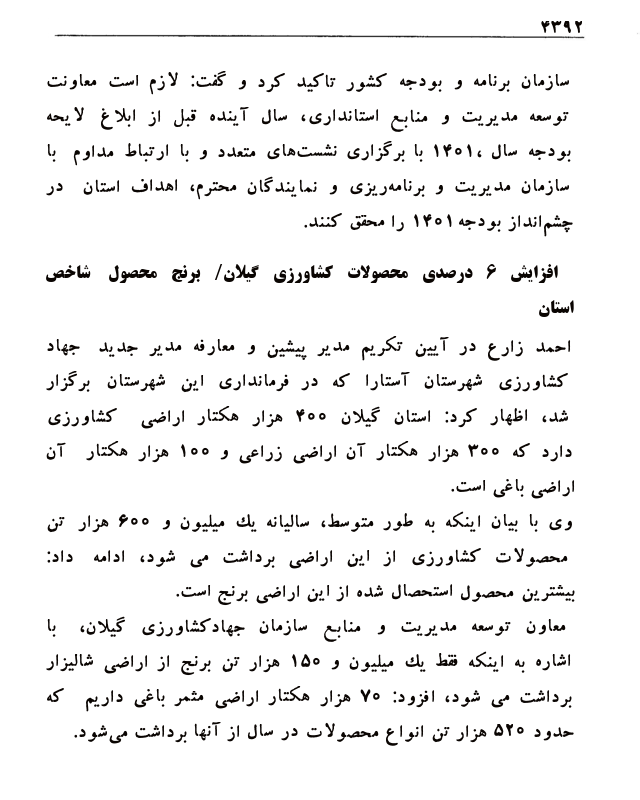 ۴۳۹۲
سازمان برنامه و بودجه کشور تاکید کرد و گفت: لازم است معاونت
توسعه مدیریت و منابع استانداری، سال آینده قبل از ابلاغ لایحه
بودجه سال ،۱۴۰۱ با برگزاری نشست‌های متعدد و با ارتباط مداوم با
سازمان مدیریت و برنامه‌ریزی و نمایندگان محترم، اهداف استان در
چشم‌انداز بودجه ۱۴۰۱ را محقق کنند.
افزایش ۶ درصدی محصولات کشاورزی گیلان/ برنج محصول شاخص
استان
احمد زارع در آیین تکریم مدیر پیشین و معارفه مدیر جدید جهاد
کشاورزی شهرستان آستارا که در فرمانداری این شهرستان برگزار
شد، اظهار کرد: استان گیلان ۴۰۰ هزار هکتار اراضی کشاورزی
دارد که ۳۰۰ هزار هکتار آن اراضی زراعی و ۱۰۰ هزار هکتار آن
اراضی باغی است.
وی با بیان اینکه به طور متوسط، سالیانه یك میلیون و ۶۰۰ هزار تن
محصولات کشاورزی از این اراضی برداشت می شود، ادامه داد:
بیشترین محصول استحصال شده از این اراضی برنج است.
معاون توسعه مدیریت و منابع سازمان جهادکشاورزی گیلان، با
اشاره به اینکه فقط یك میلیون و ۱۵۰ هزار تن برنج از اراضی شالیزار
برداشت می شود، افزود: ۷۰ هزار هکتار اراضی مثمر باغی داریم که
حدود ۵۲۰ هزار تن انواع محصولات در سال از آنها برداشت می‌شود.